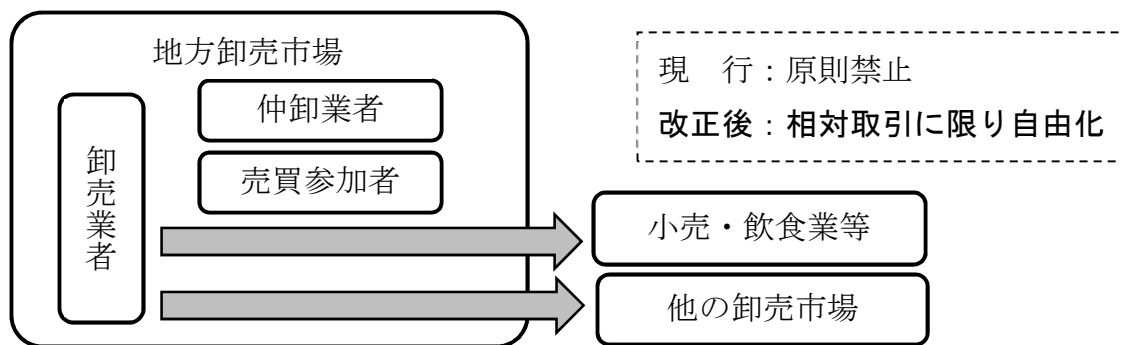 地方卸売市場
仲卸業者
売買参加者
卸売業者
現　行：原則禁止
改正後：相対取引に限り自由化
小売・飲食業等
他の卸売市場